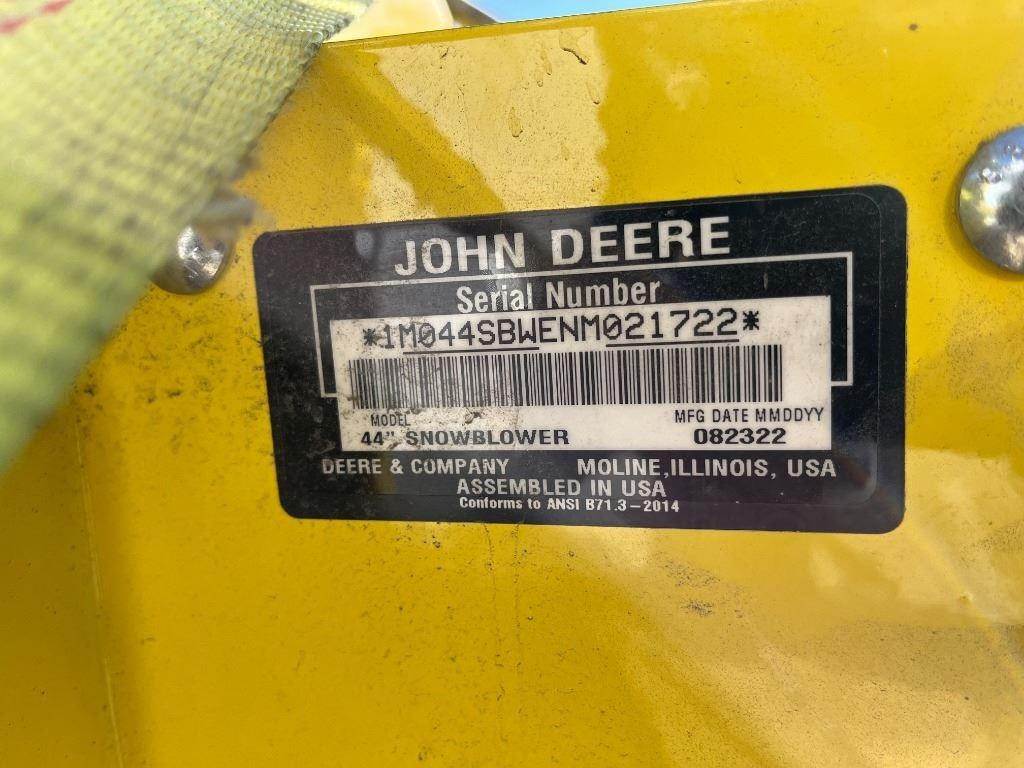 JOHN DEERE
Serial Number
*1M044SBWENM021722*
MODEL MFG DATE MMDDYY
44" SNOWBLOWER 082322
DEERE & COMPANY MOLINE, ILLINOIS, USA
ASSEMBLED IN USA
Conforms to ANSI B71.3-2014